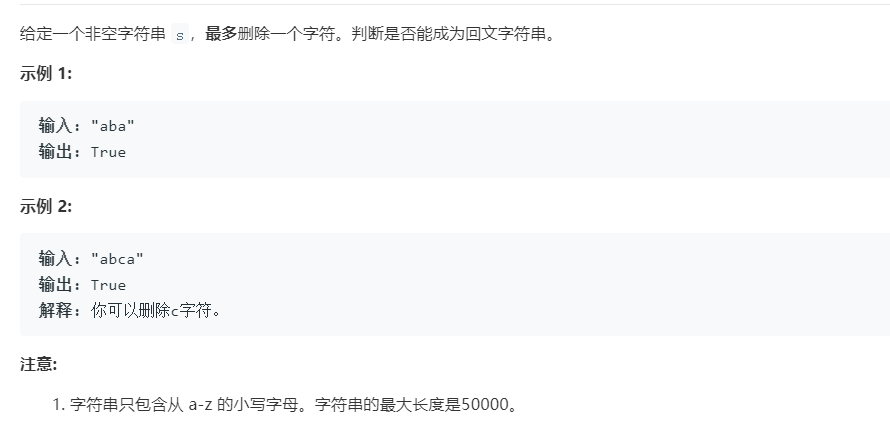 给定一个非空字符串 s，最多删除一个字符。判断是否能成为回文字符串。
示例 1:
输入: "aba"
输出: True
示例 2:
输入: "abca"
输出: True
解释: 你可以删除c字符。
注意:
1. 字符串只包含从 a-z 的小写字母。字符串的最大长度是50000。